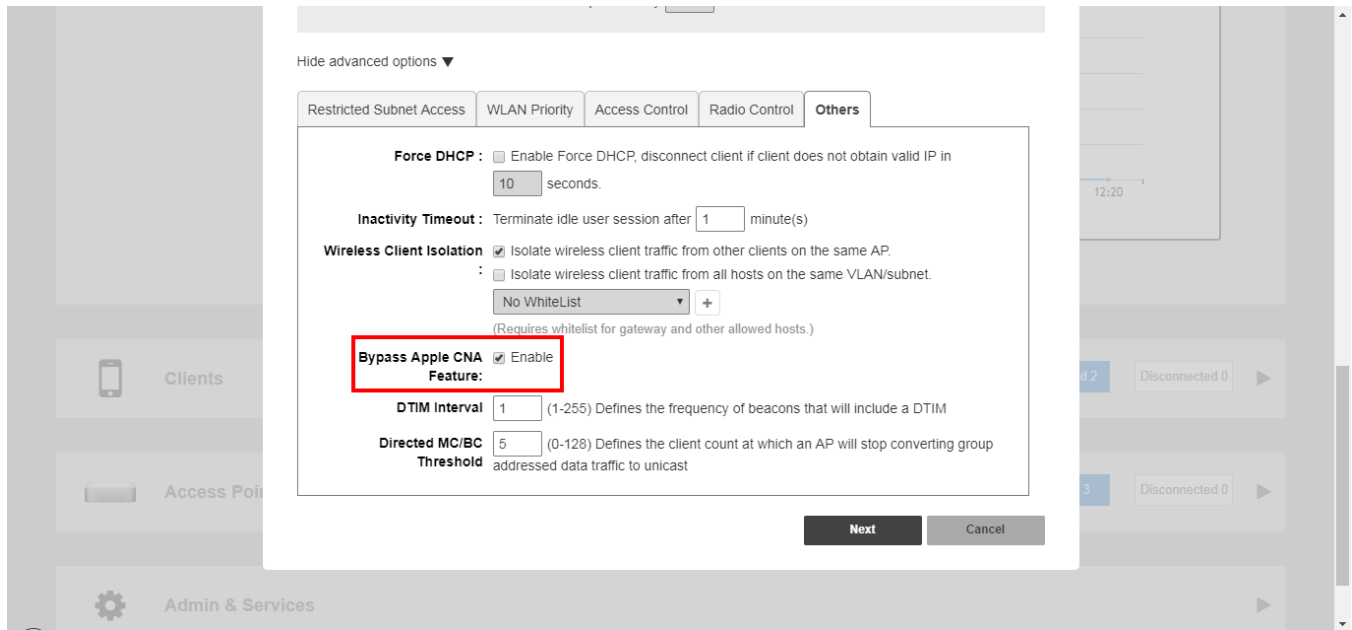 Hide advanced options ▼
Restricted Subnet Access WLAN Priority Access Control Radio Control Others
Force DHCP : Enable Force DHCP, disconnect client if client does not obtain valid IP in
10 seconds.
12:20
Inactivity Timeout : Terminate idle user session after 1 minute(s)
Wireless Client Isolation Isolate wireless client traffic from other clients on the same AP.
: Isolate wireless client traffic from all hosts on the same VLAN/subnet.
No WhiteList +
(Requires whitelist for gateway and other allowed hosts.)
Bypass Apple CNA Enable
Feature:
Clients d 2 Disconnected 0
DTIM Interval 1 (1-255) Defines the frequency of beacons that will include a DTIM
Directed MC/BC 5 (0-128) Defines the client count at which an AP will stop converting group
Threshold addressed data traffic to unicast
Access Poi 3 Disconnected 0
Next Cancel
Admin & Services